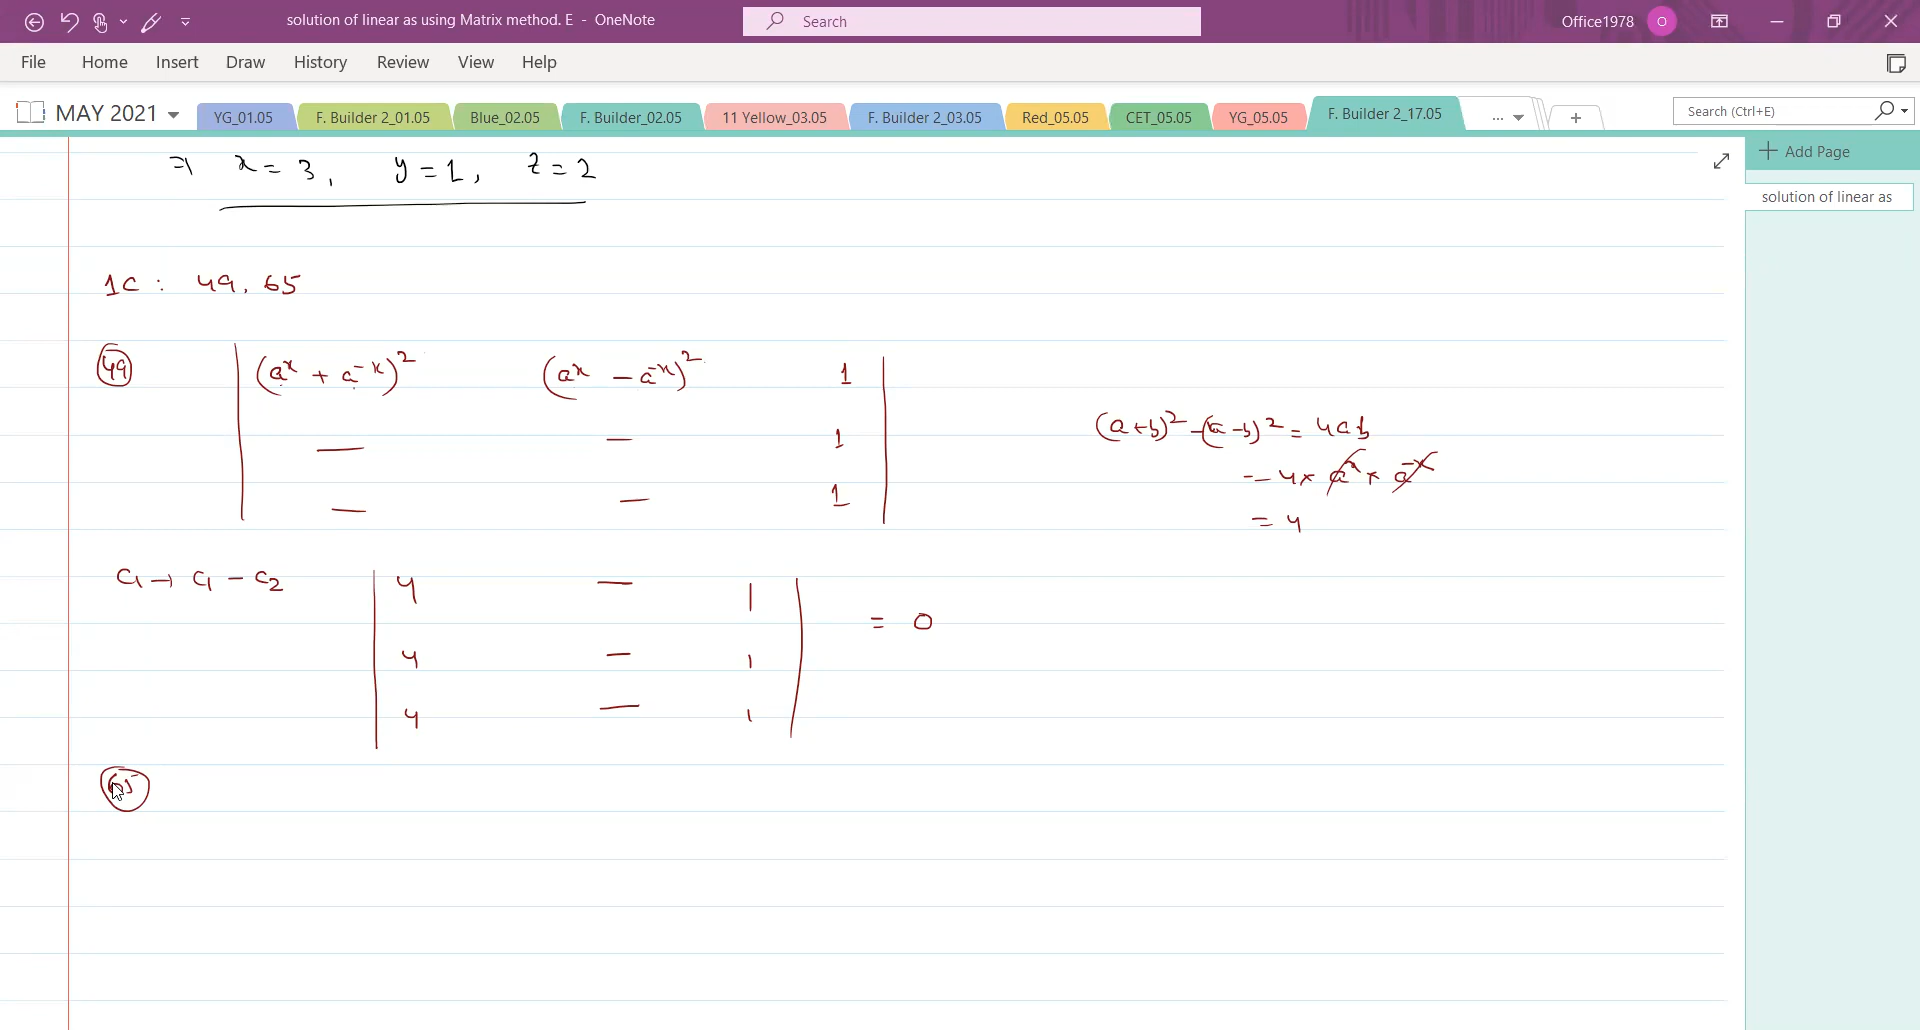 solution of linear as using Matrix method. E - OneNote
Search
Office1978
O
File Home Insert Draw History Review View Help
MAY 2021
YG_01.05 F. Builder 2_01.05 Blue_02.05 F. Builder_02.05 11 Yellow_03.05 F. Builder 2_03.05 Red_05.05 CET_05.05 YG_05.05 F. Builder 2_17.05 ... +
Search (Ctrl+E)
Add Page
solution of linear as
⇒ x = 3, y = 1, z = 2
1C : 49, 65
49
(a^x + a^-x)^2 (a^x - a^-x)^2 1
— — 1
— — 1
(a+b)^2 - (a-b)^2 = 4ab
= 4 × a^x × a^-x
= 4
C1 → C1 - C2
4 — 1
4 — 1
4 — 1
= 0
65